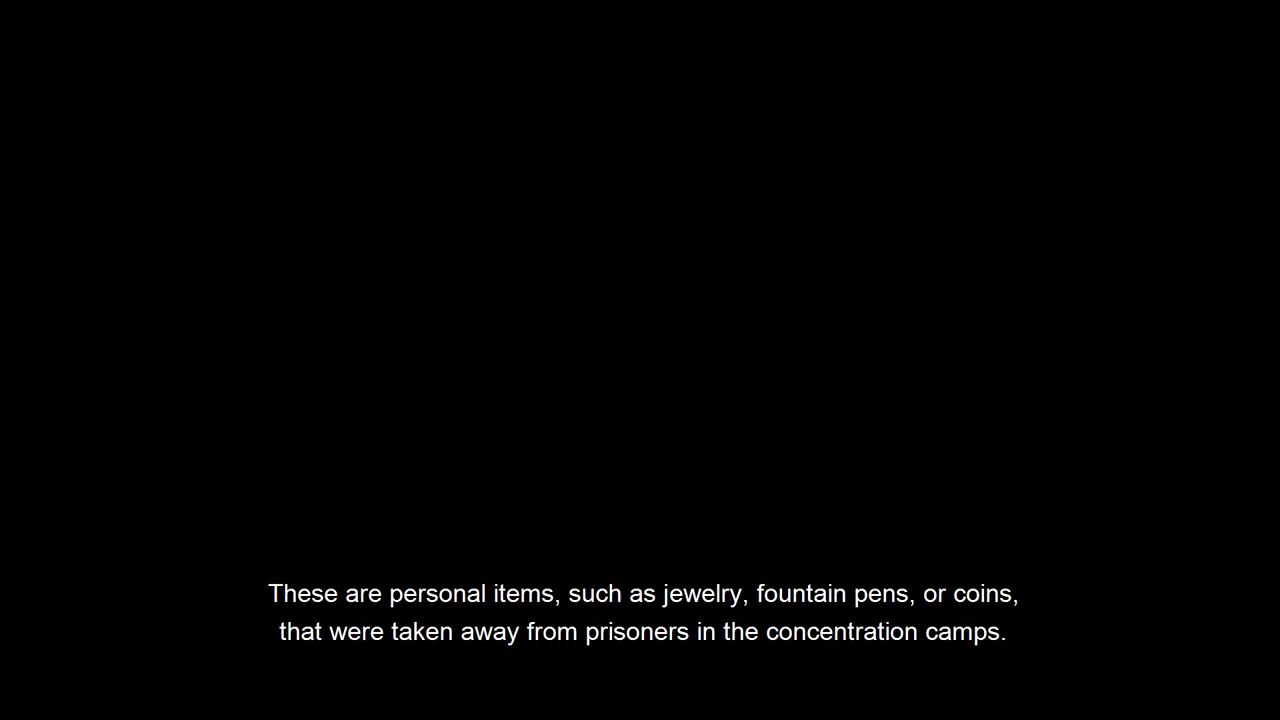 These are personal items, such as jewelry, fountain pens, or coins,
that were taken away from prisoners in the concentration camps.